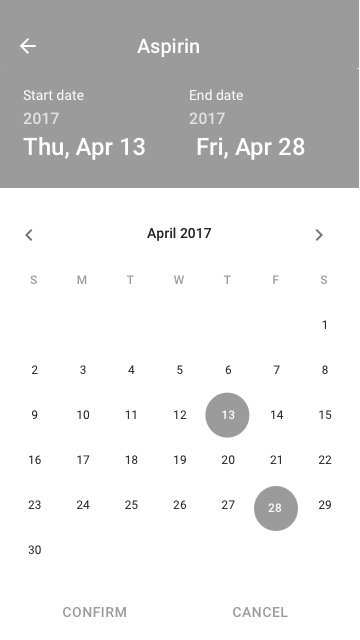 Aspirin
Start date End date
2017 2017
Thu, Apr 13 Fri, Apr 28
April 2017
S M T W T F S
1
2 3 4 5 6 7 8
9 10 11 12 13 14 15
16 17 18 19 20 21 22
23 24 25 26 27 28 29
30
CONFIRM CANCEL